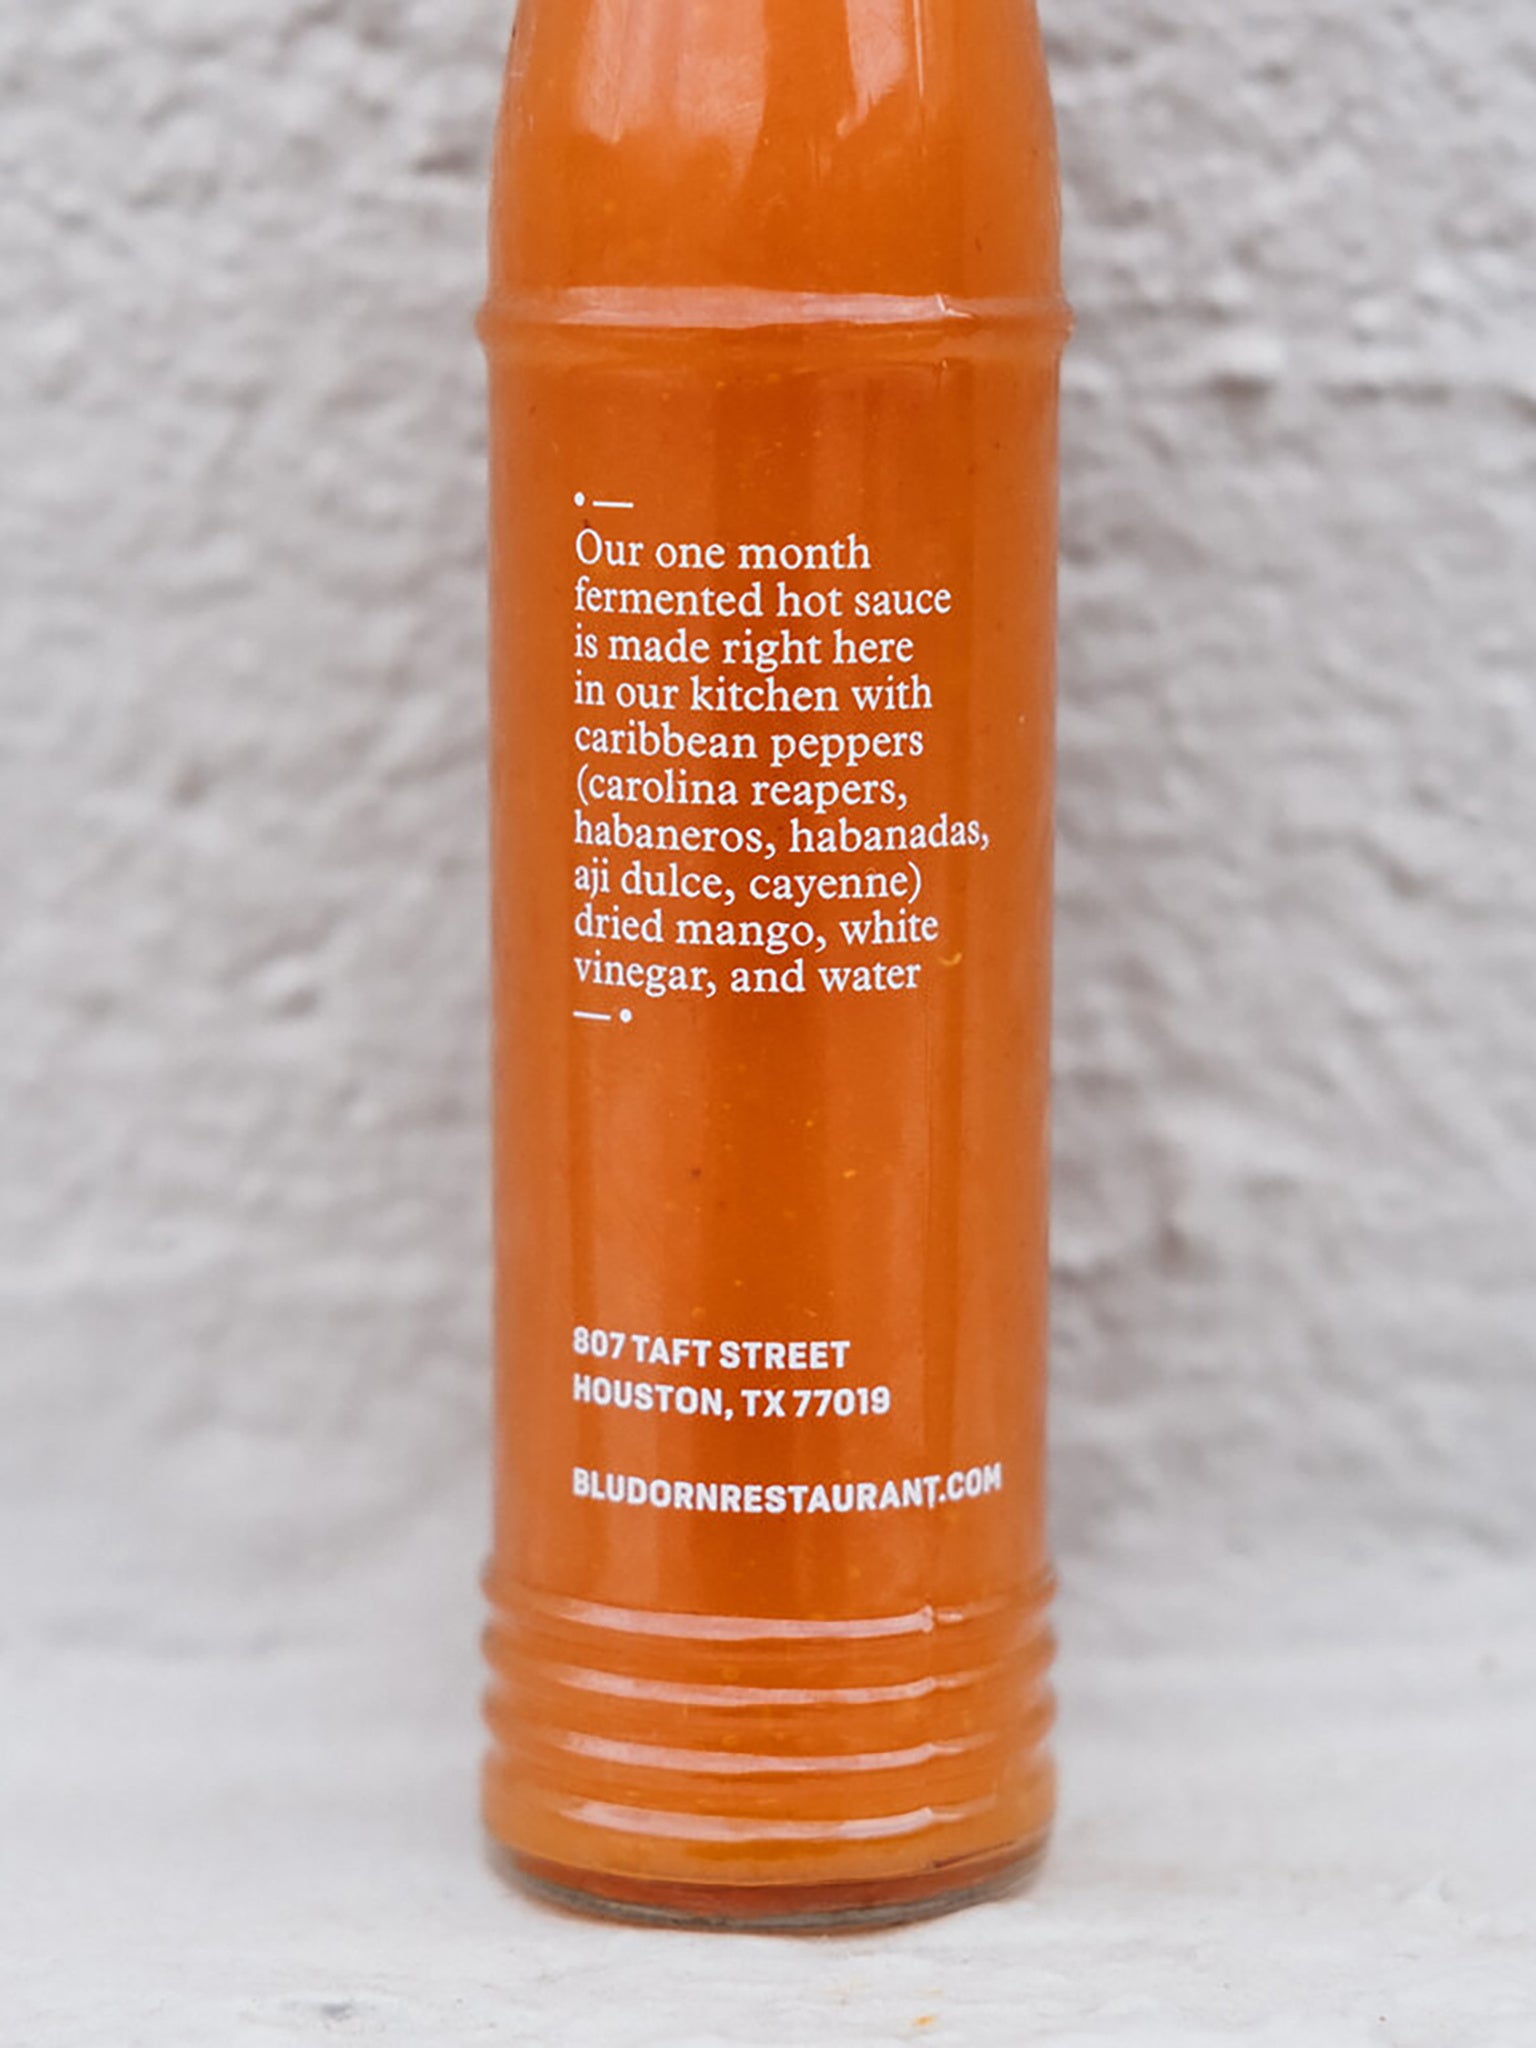 Our one month
fermented hot sauce
is made right here
in our kitchen with
caribbean peppers
(carolina reapers,
habaneros, habanadas,
aji dulce, cayenne)
dried mango, white
vinegar, and water
807 TAFT STREET
HOUSTON, TX 77019
BLUDORNRESTAURANT.COM